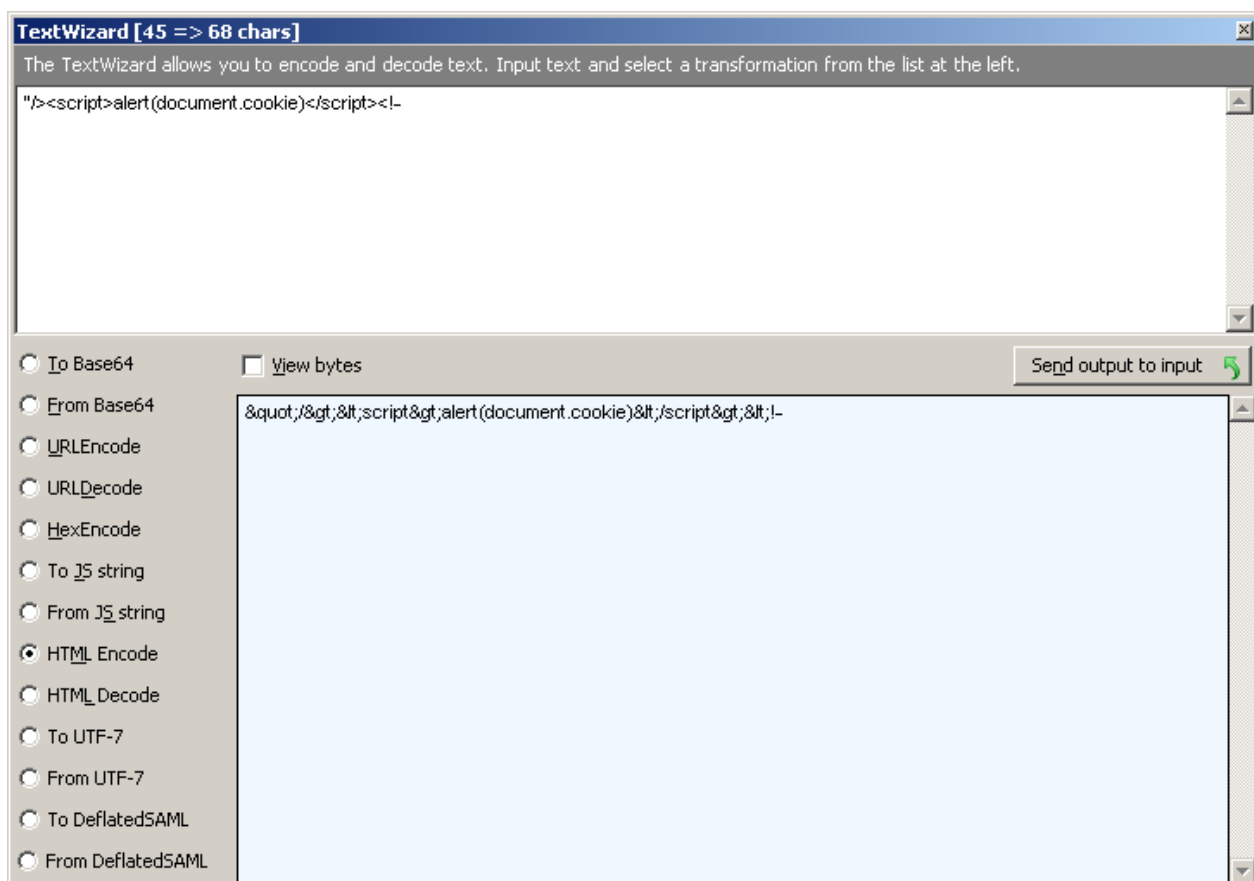 TextWizard [45 => 68 chars]
The TextWizard allows you to encode and decode text. Input text and select a transformation from the list at the left.
"/><script>alert(document.cookie)</script><!-
To Base64
View bytes
Send output to input
From Base64
&quot;/&gt;&lt;script&gt;alert(document.cookie)&lt;/script&gt;&lt;!-
URLEncode
URLDecode
HexEncode
To JS string
From JS string
HTML Encode
HTML Decode
To UTF-7
From UTF-7
To DeflatedSAML
From DeflatedSAML